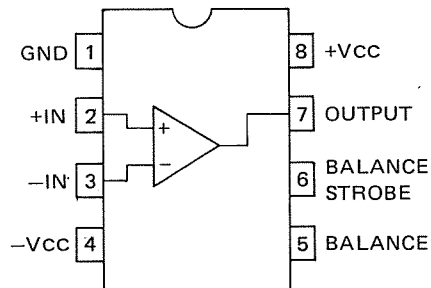 GND 1
8 +VCC
+IN 2
+
7 OUTPUT
−IN 3
−
6 BALANCE
STROBE
−VCC 4
5 BALANCE